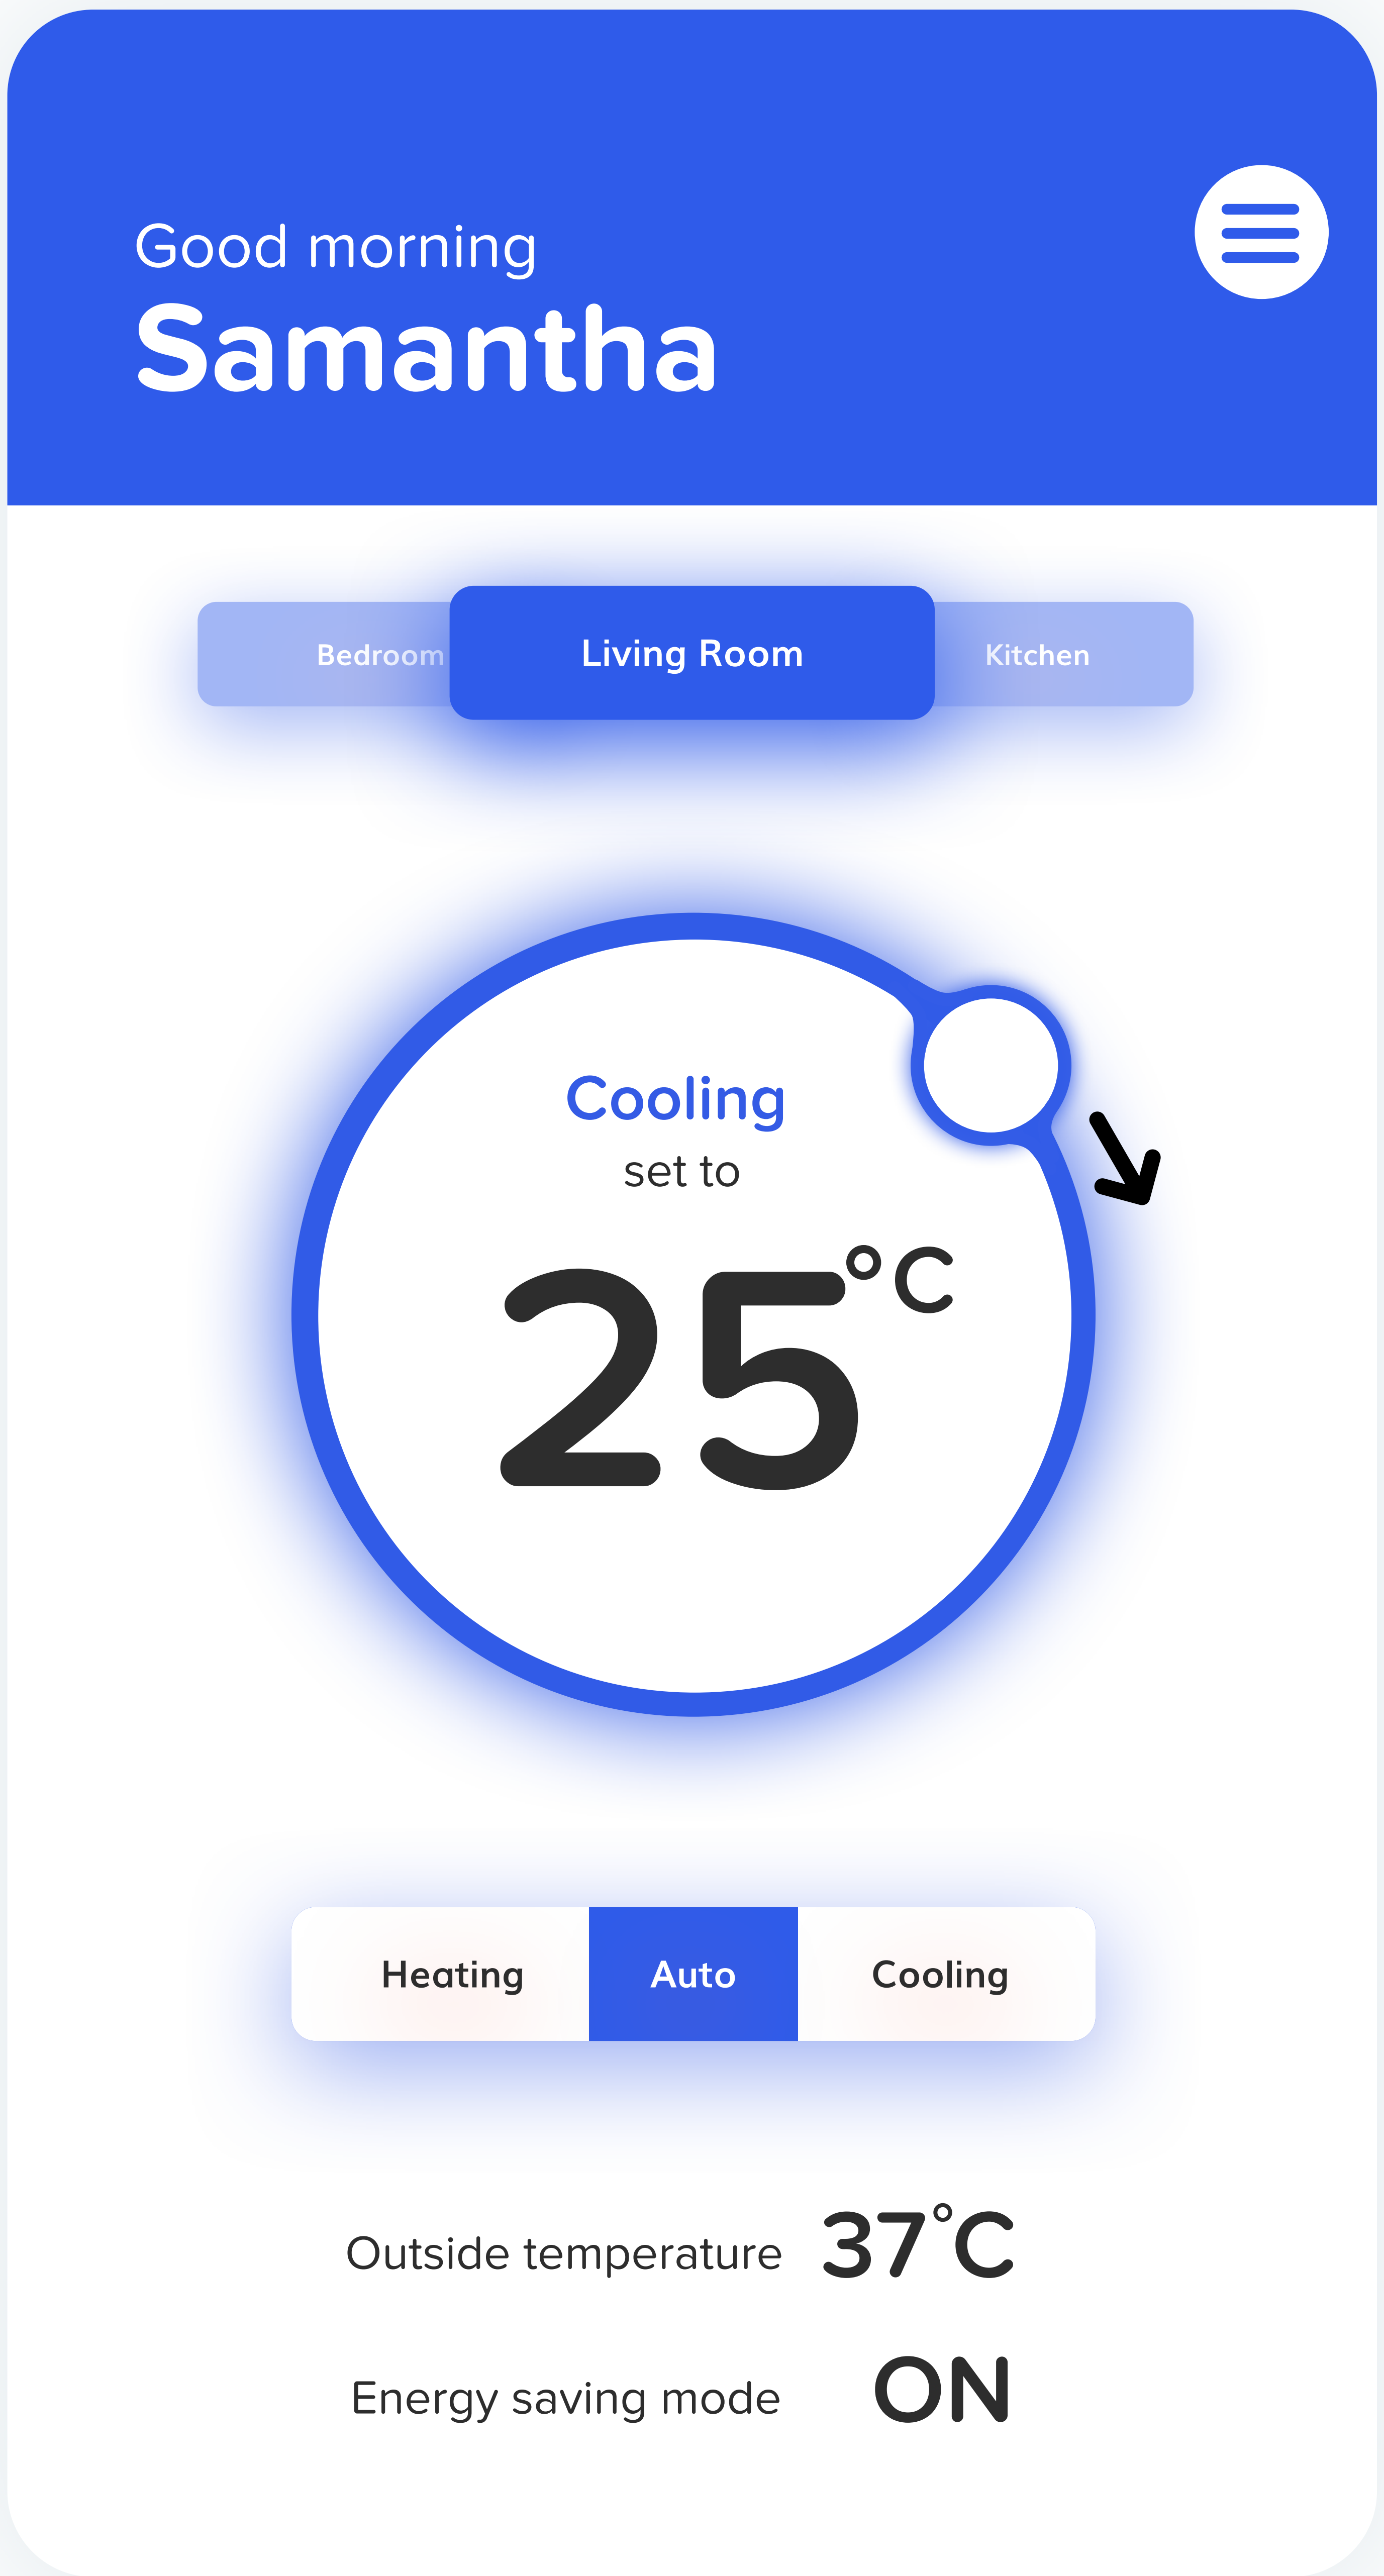 Good morning
Samantha
Bedroom Living Room Kitchen
Cooling
set to
25°C
Heating Auto Cooling
Outside temperature 37°C
Energy saving mode ON